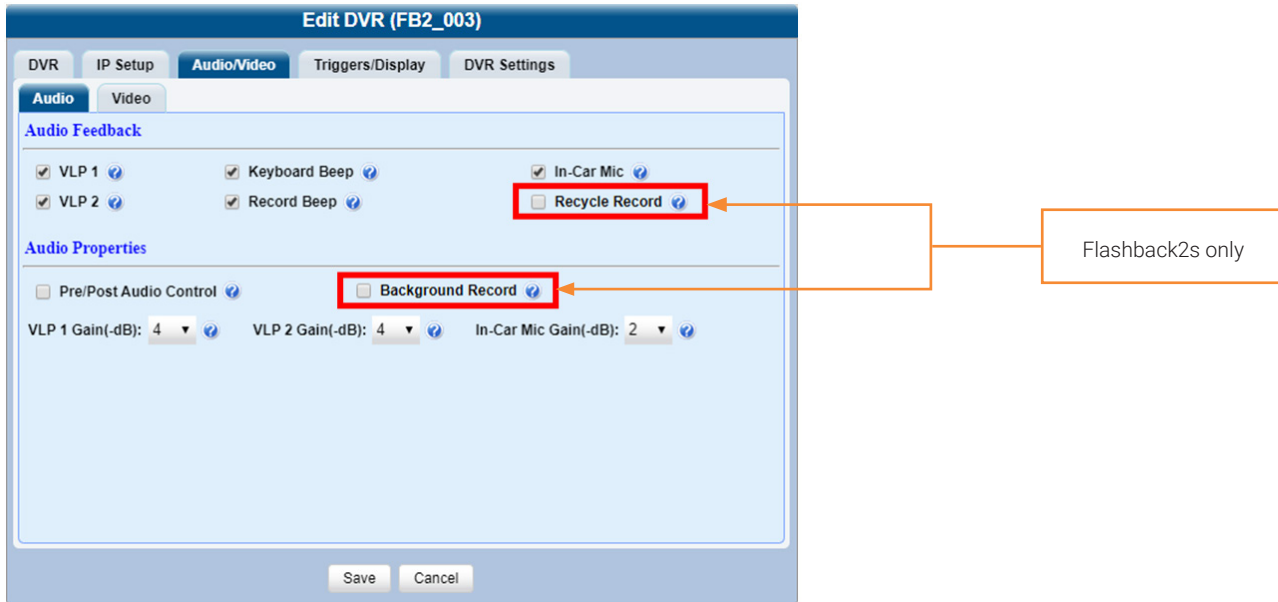 Edit DVR (FB2_003)
DVR IP Setup Audio/Video Triggers/Display DVR Settings
Audio Video
Audio Feedback
VLP 1 Keyboard Beep In-Car Mic
VLP 2 Record Beep Recycle Record
Flashback2s only
Audio Properties
Pre/Post Audio Control Background Record
VLP 1 Gain(-dB): 4 VLP 2 Gain(-dB): 4 In-Car Mic Gain(-dB): 2
Save Cancel